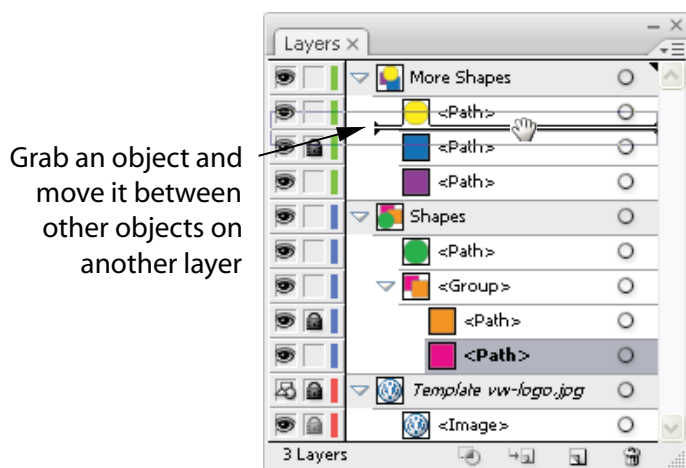 Layers
More Shapes
<Path>
<Path>
<Path>
Shapes
<Path>
<Group>
<Path>
<Path>
Template vw-logo.jpg
<Image>
3 Layers
Grab an object and
move it between
other objects on
another layer